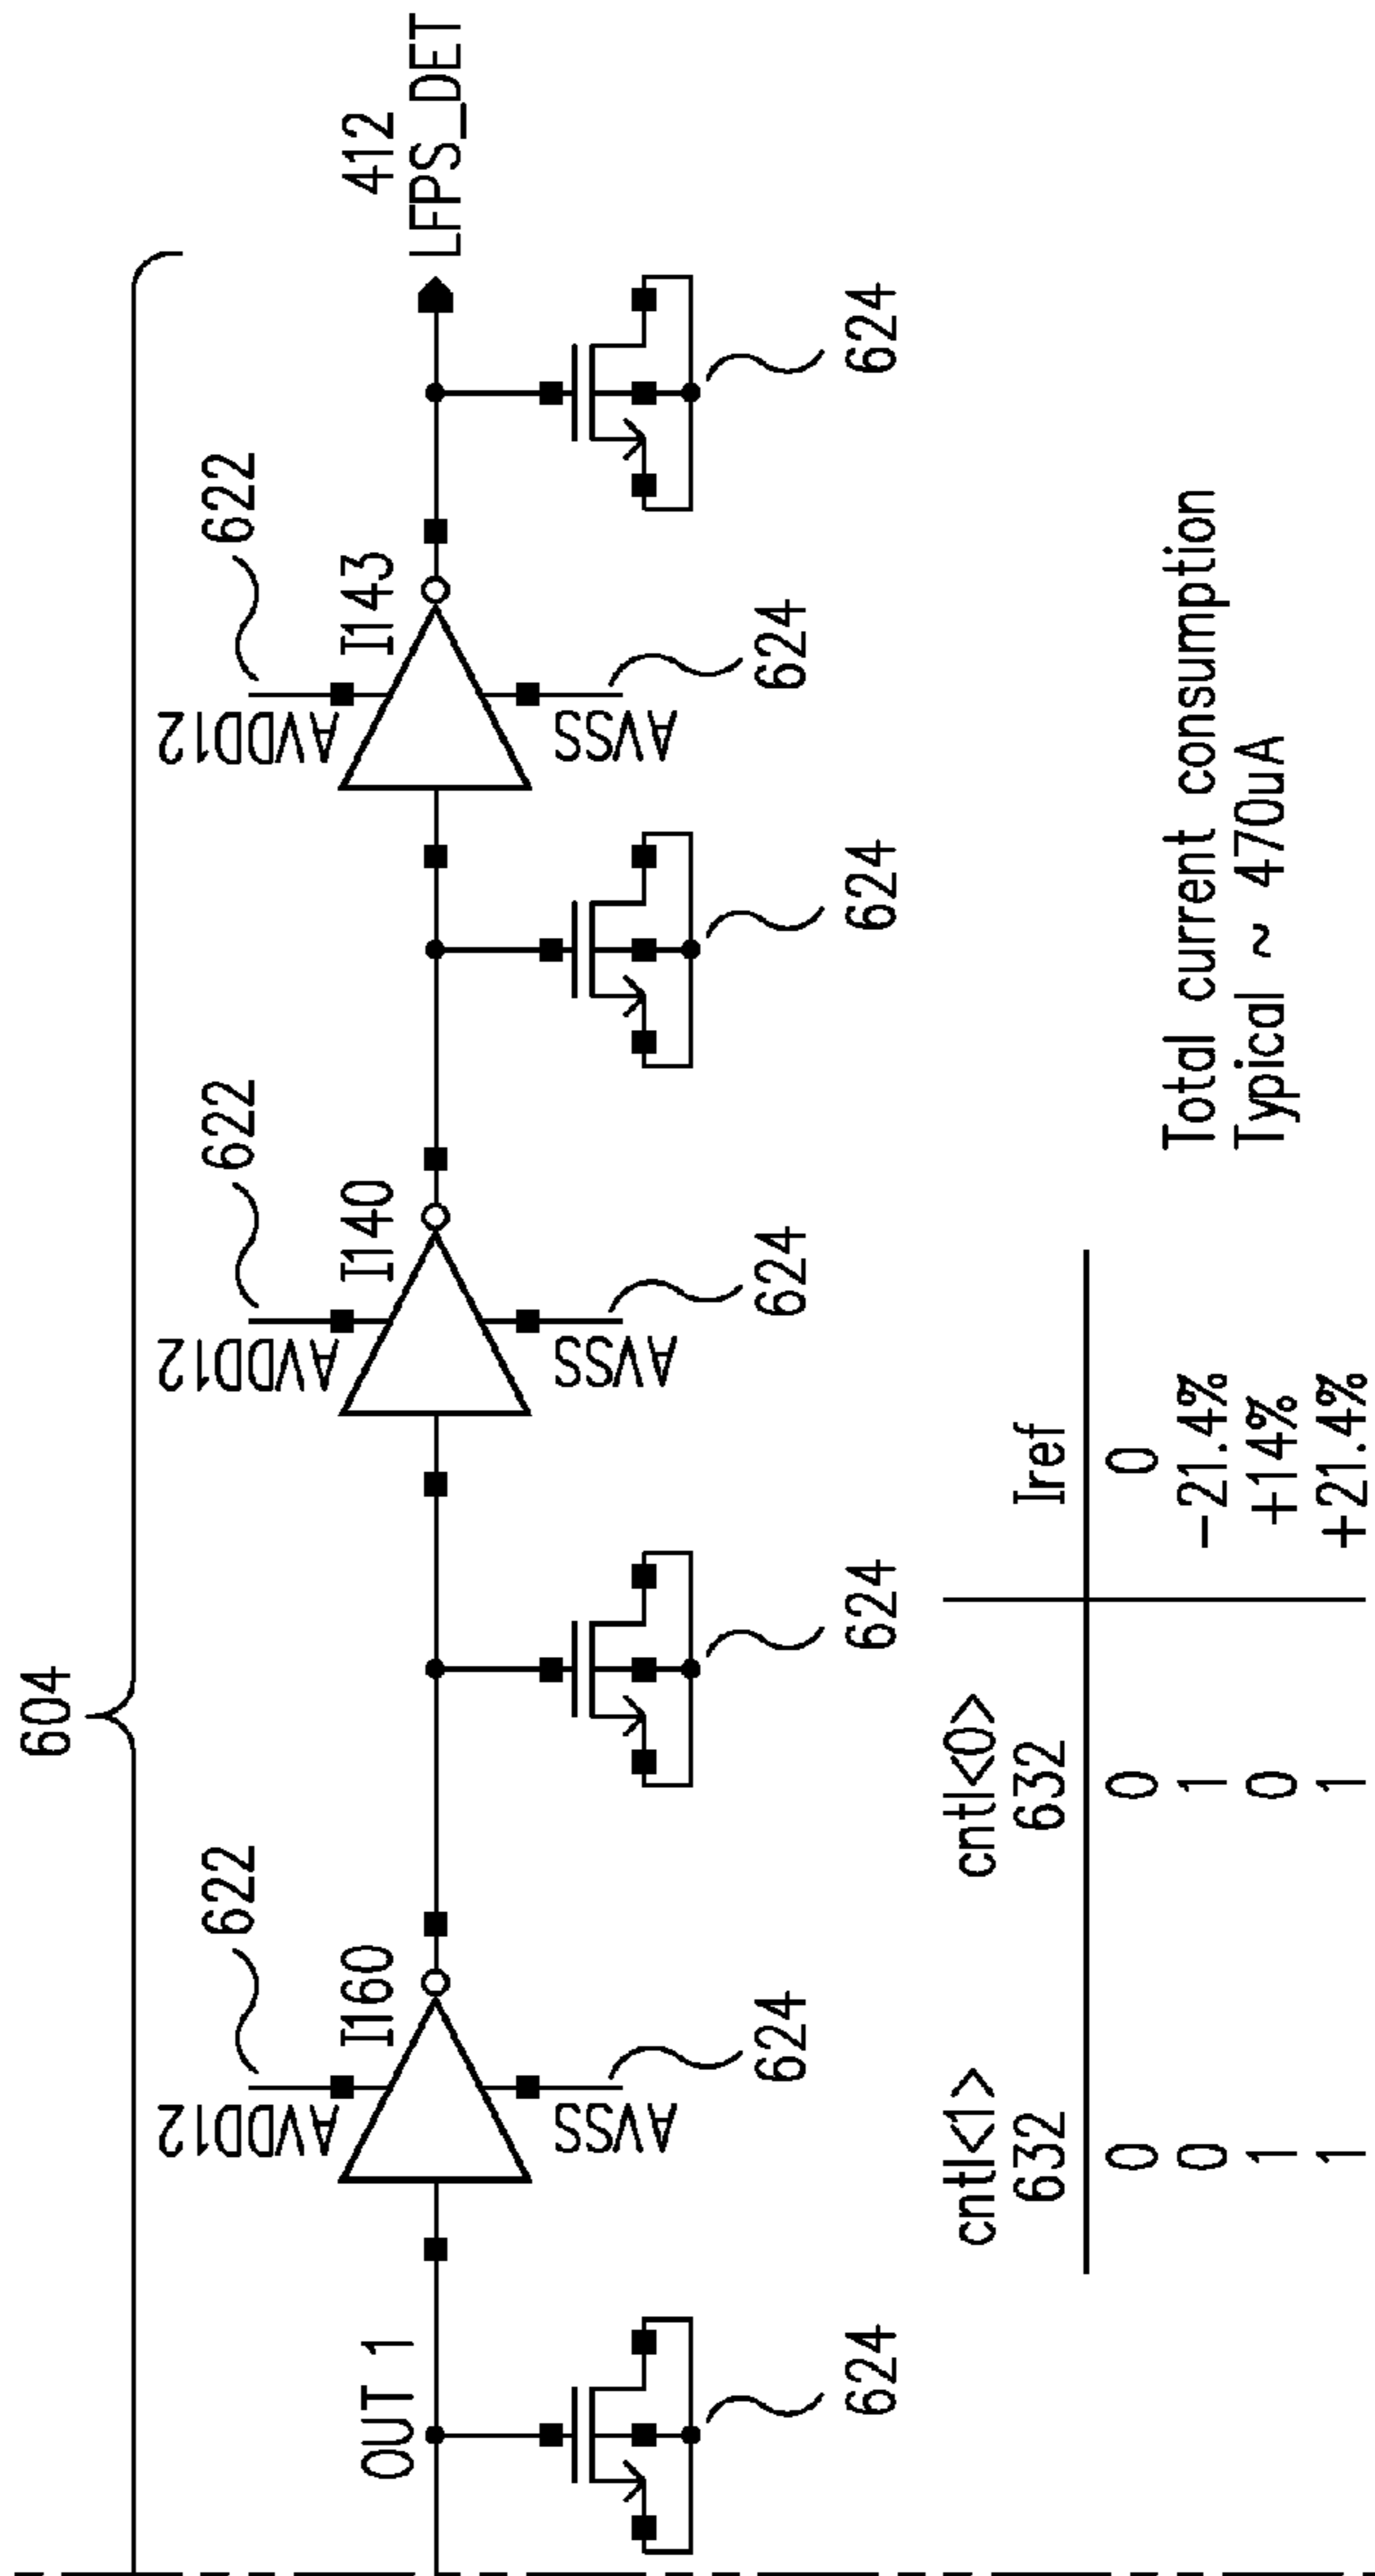 604
622
622
622
AVDD12
AVDD12
AVDD12
OUT 1
I160
I140
I143
412
LFPS_DET
AVSS
AVSS
AVSS
624
624
624
624
624
624
624
cntl<1> cntl<0>
632 632 Iref
0 0 0
0 1 -21.4%
1 0 +14%
1 1 +21.4%
Total current consumption
Typical ~ 470uA